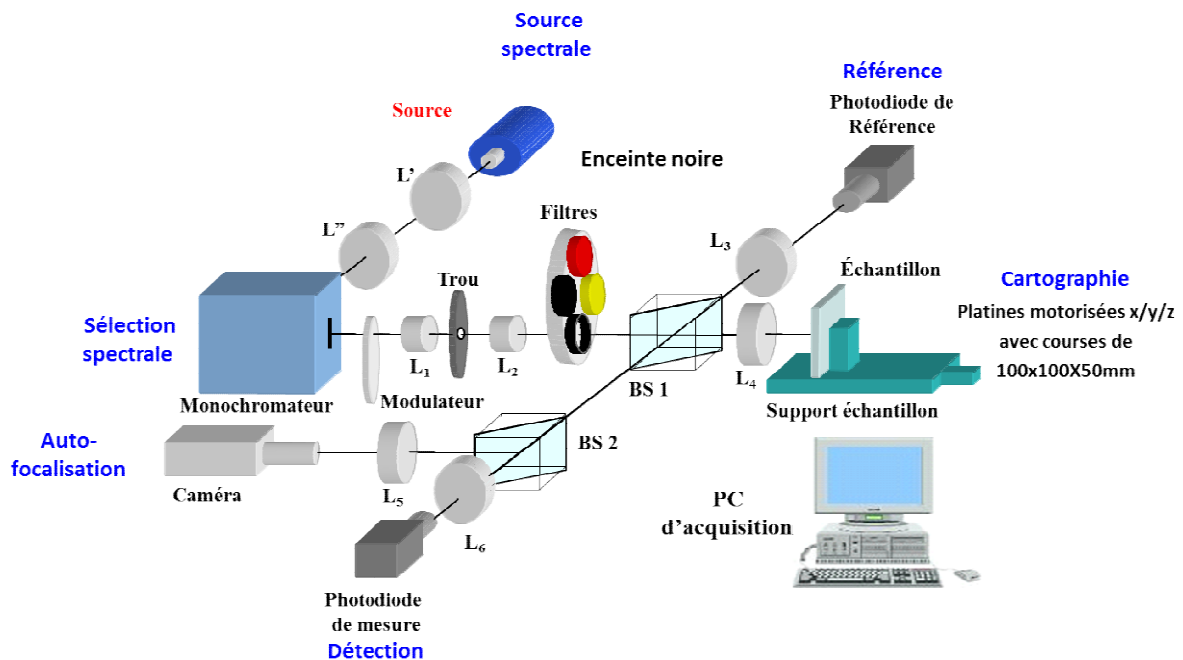 Source
spectrale
Référence
Photodiode de
Référence
Source
Enceinte noire
L'
L''
Filtres
L3
Trou
Échantillon
Cartographie
Platines motorisées x/y/z
avec courses de
100x100X50mm
Sélection
spectrale
L1
L2
L4
BS 1
Monochromateur
Modulateur
Support échantillon
Auto-
focalisation
BS 2
Caméra
L5
L6
PC
d'acquisition
Photodiode
de mesure
Détection